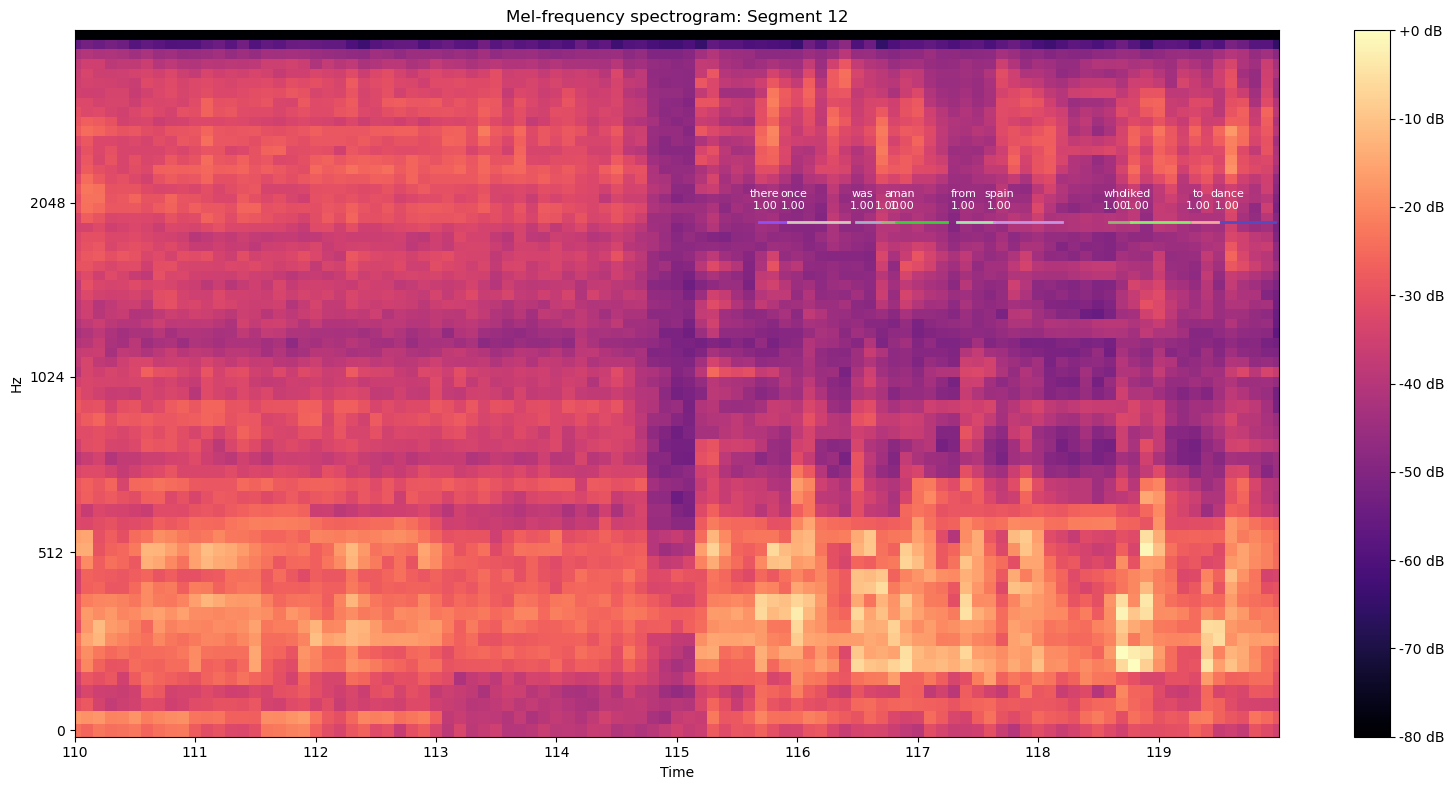 Mel-frequency spectrogram: Segment 12
+0 dB
-10 dB
-20 dB
-30 dB
-40 dB
-50 dB
-60 dB
-70 dB
-80 dB
Hz
2048
1024
512
0
there once was a man from spain who liked to dance
1.00 1.00 1.00 1.00 1.00 1.00 1.00 1.00 1.00 1.00 1.00
110 111 112 113 114 115 116 117 118 119
Time